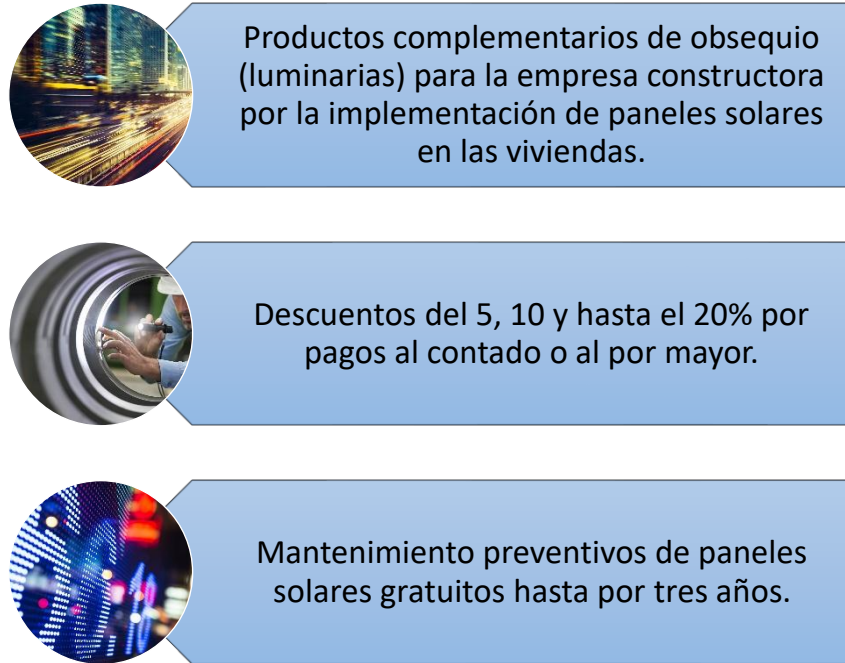 Productos complementarios de obsequio
(luminarias) para la empresa constructora
por la implementación de paneles solares
en las viviendas.
Descuentos del 5, 10 y hasta el 20% por
pagos al contado o al por mayor.
Mantenimiento preventivos de paneles
solares gratuitos hasta por tres años.